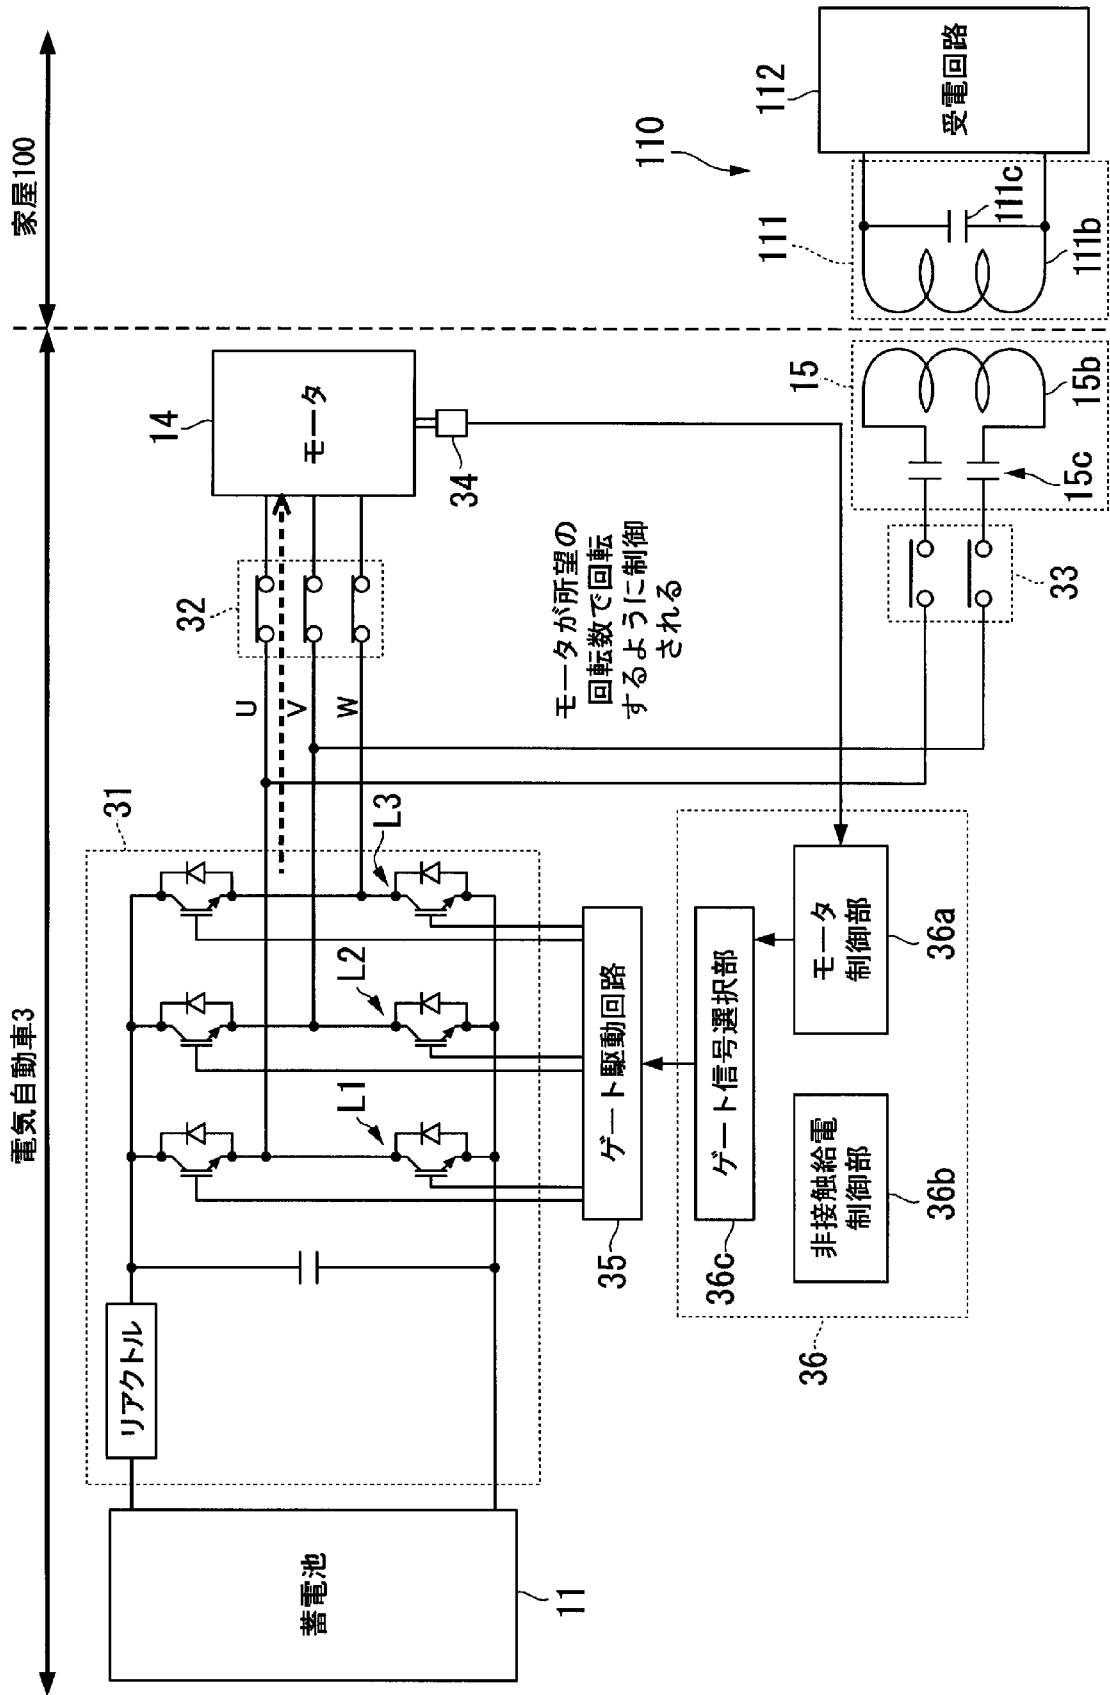 電気自動車3
家屋100
31
リアクトル
蓄電池
11
L1
L2
L3
U
V
W
32
14
モータ
34
モータが所望の
回転数で回転
するように制御
される
ゲート駆動回路
35
ゲート信号選択部
36c
モータ
制御部
36a
非接触給電
制御部
36b
36
33
15
15b
15c
110
111
111b
111c
112
受電回路